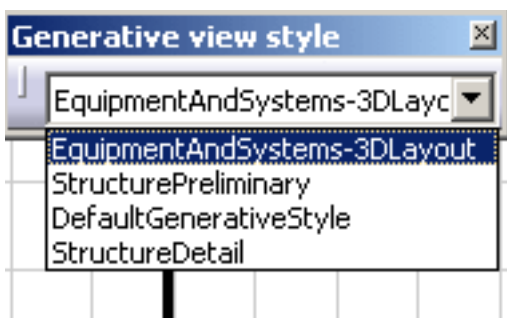 Generative view style
EquipmentAndSystems-3DLayc
EquipmentAndSystems-3DLayout
StructurePreliminary
DefaultGenerativeStyle
StructureDetail